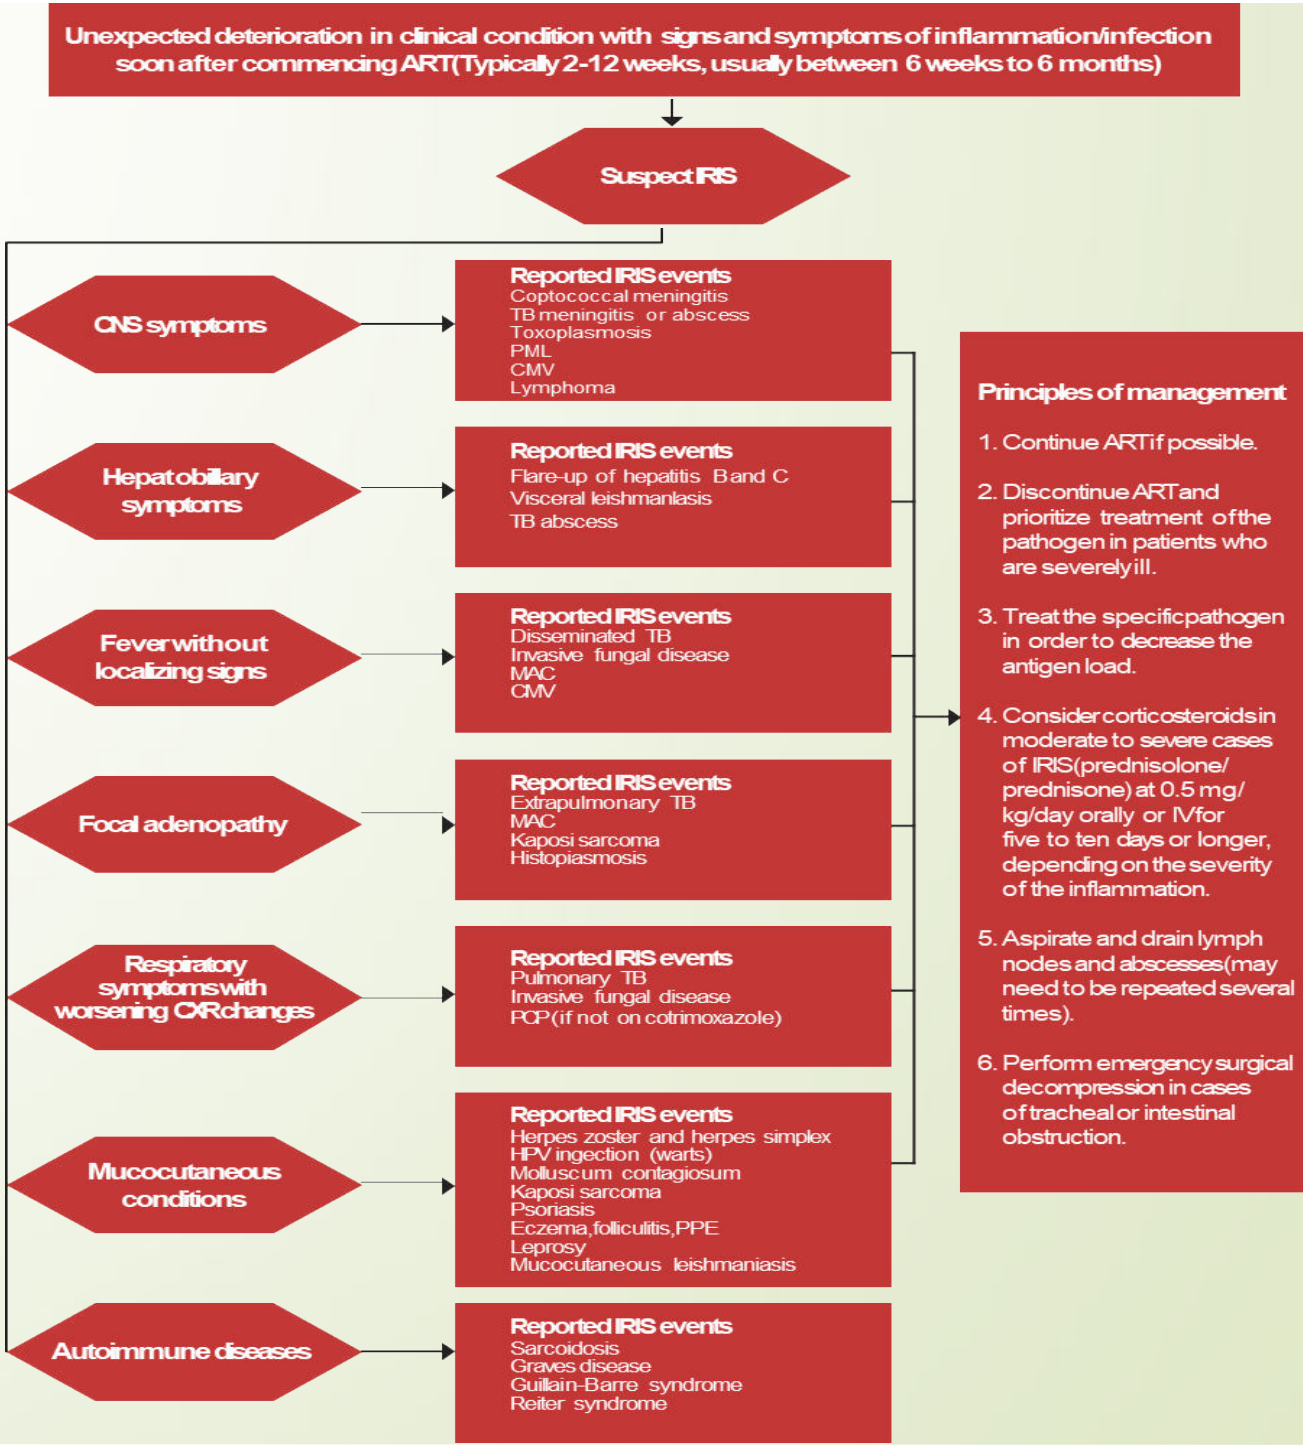 Unexpected deterioration in clinical condition with signs and symptoms of inflammation/infection
soon after commencing ART(Typically 2-12 weeks, usually between 6 weeks to 6 months)
Suspect IRIS
CNS symptoms
Reported IRIS events
Coptococcal meningitis
TB meningitis or abscess
Toxoplasmosis
PML
CMV
Lymphoma
Hepatobillary
symptoms
Reported IRIS events
Flare-up of hepatitis B and C
Visceral leishmanlasis
TB abscess
Fever without
localizing signs
Reported IRIS events
Disseminated TB
Invasive fungal disease
MAC
CMV
Focal adenopathy
Reported IRIS events
Extrapulmonary TB
MAC
Kaposi sarcoma
Histopiasmosis
Respiratory
symptoms with
worsening CXR changes
Reported IRIS events
Pulmonary TB
Invasive fungal disease
PCP (if not on cotrimoxazole)
Mucocutaneous
conditions
Reported IRIS events
Herpes zoster and herpes simplex
HPV ingection (warts)
Molluscum contagiosum
Kaposi sarcoma
Psoriasis
Eczema,folliculitis,PPE
Leprosy
Mucocutaneous leishmaniasis
Autoimmune diseases
Reported IRIS events
Sarcoidosis
Graves disease
Guillain-Barre syndrome
Reiter syndrome
Principles of management
1. Continue ART if possible.
2. Discontinue ART and
prioritize treatment of the
pathogen in patients who
are severely ill.
3. Treat the specific pathogen
in order to decrease the
antigen load.
4. Consider corticosteroids in
moderate to severe cases
of IRIS(prednisolone/
prednisone) at 0.5 mg/
kg/day orally or IV for
five to ten days or longer,
depending on the severity
of the inflammation.
5. Aspirate and drain lymph
nodes and abscesses(may
need to be repeated several
times).
6. Perform emergency surgical
decompression in cases
of tracheal or intestinal
obstruction.